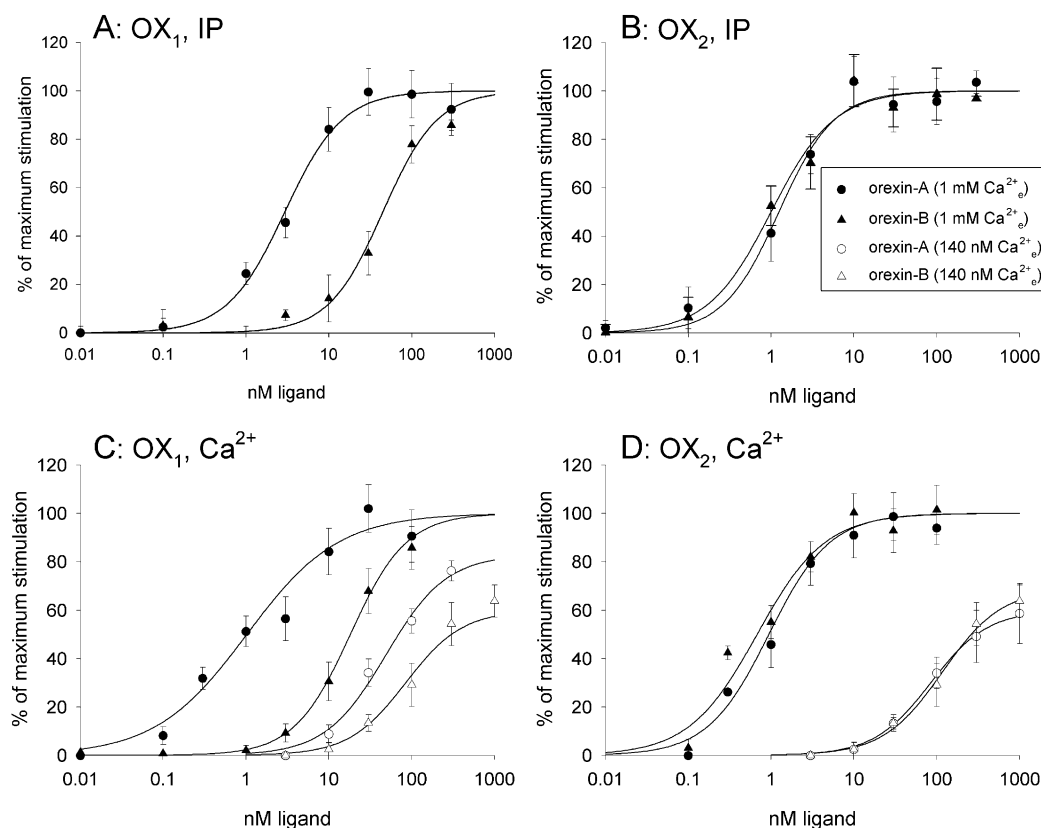 A: OX₁, IP
120
100
80
60
40
20
0
% of maximum stimulation
0.01 0.1 1 10 100 1000
nM ligand
B: OX₂, IP
120
100
80
60
40
20
0
% of maximum stimulation
0.01 0.1 1 10 100 1000
nM ligand
orexin-A (1 mM Ca²⁺ₑ)
orexin-B (1 mM Ca²⁺ₑ)
orexin-A (140 nM Ca²⁺ₑ)
orexin-B (140 nM Ca²⁺ₑ)
C: OX₁, Ca²⁺
120
100
80
60
40
20
0
% of maximum stimulation
0.01 0.1 1 10 100 1000
nM ligand
D: OX₂, Ca²⁺
120
100
80
60
40
20
0
% of maximum stimulation
0.01 0.1 1 10 100 1000
nM ligand